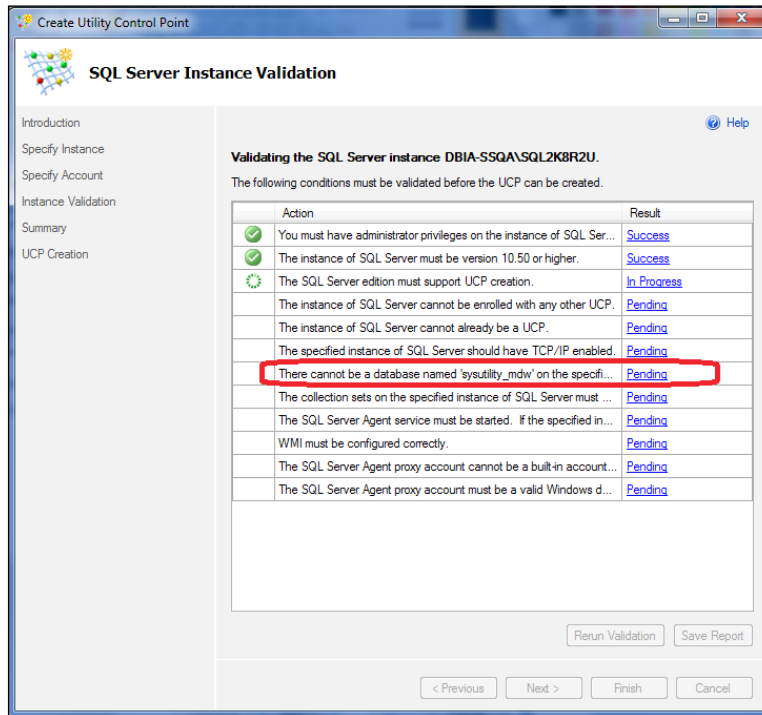 Create Utility Control Point
SQL Server Instance Validation
Introduction
Specify Instance
Specify Account
Instance Validation
Summary
UCP Creation
Help
Validating the SQL Server instance DBIA-SSQA\SQL2K8R2U.
The following conditions must be validated before the UCP can be created.
Action Result
You must have administrator privileges on the instance of SQL Ser... Success
The instance of SQL Server must be version 10.50 or higher. Success
The SQL Server edition must support UCP creation. In Progress
The instance of SQL Server cannot be enrolled with any other UCP. Pending
The instance of SQL Server cannot already be a UCP. Pending
The specified instance of SQL Server should have TCP/IP enabled. Pending
There cannot be a database named 'sysutility_mdw' on the specifi... Pending
The collection sets on the specified instance of SQL Server must ... Pending
The SQL Server Agent service must be started. If the specified in... Pending
WMI must be configured correctly. Pending
The SQL Server Agent proxy account cannot be a built-in account... Pending
The SQL Server Agent proxy account must be a valid Windows d... Pending
Rerun Validation Save Report
< Previous Next > Finish Cancel